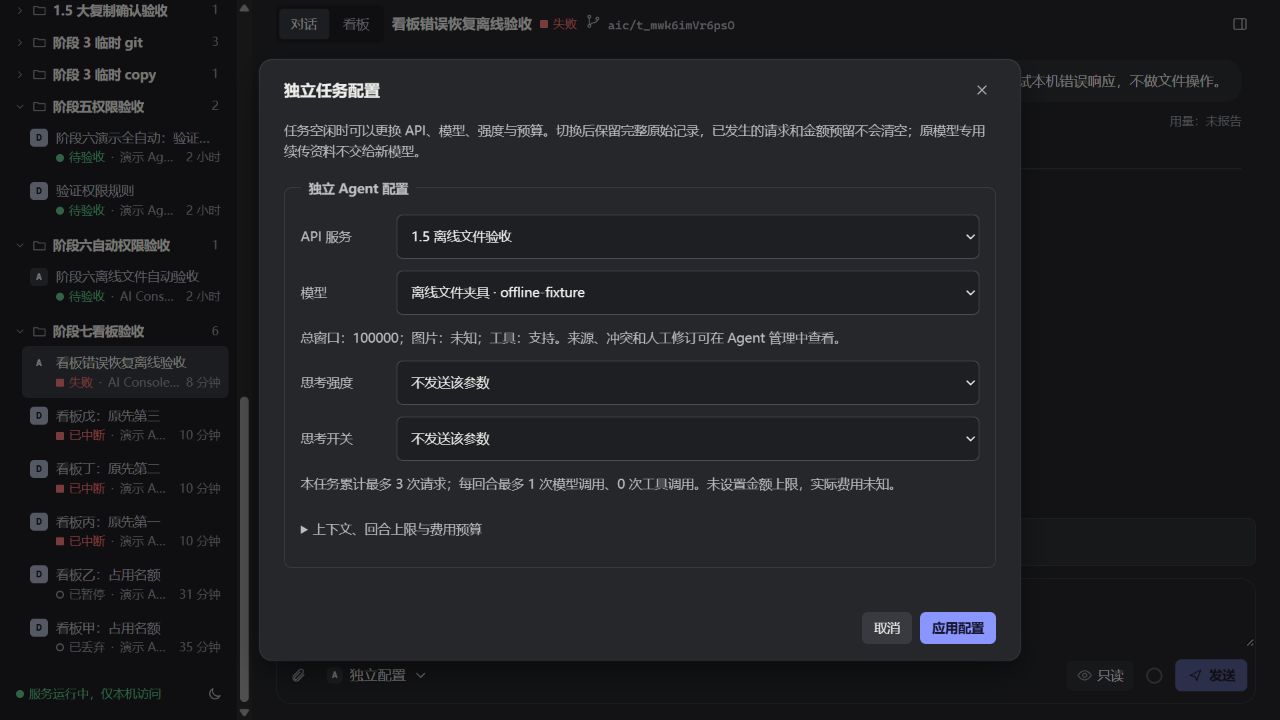 1.5 大复制确认验收 1
阶段 3 临时 git 3
阶段 3 临时 copy 1
阶段五权限验收 2
D 阶段六演示全自动：验证...
待验收 · 演示 Ag... 2 小时
D 验证权限规则
待验收 · 演示 Ag... 2 小时
阶段六自动权限验收 1
A 阶段六离线文件自动验收
待验收 · AI Cons... 2 小时
阶段七看板验收 6
A 看板错误恢复离线验收
失败 · AI Console... 8 分钟
D 看板戊：原先第三
已中断 · 演示 A... 10 分钟
D 看板丁：原先第二
已中断 · 演示 A... 10 分钟
D 看板丙：原先第一
已中断 · 演示 A... 10 分钟
D 看板乙：占用名额
已暂停 · 演示 A... 31 分钟
D 看板甲：占用名额
已丢弃 · 演示 A... 35 分钟
服务运行中，仅本机访问
对话 看板 看板错误恢复离线验收 失败 aic/t_mwk6imVr6psO
试本机错误响应，不做文件操作。
用量：未报告
独立任务配置
任务空闲时可以更换 API、模型、强度与预算。切换后保留完整原始记录，已发生的请求和金额预留不会清空；原模型专用
续传资料不交给新模型。
独立 Agent 配置
API 服务 1.5 离线文件验收
模型 离线文件夹具 · offline-fixture
总窗口：100000；图片：未知；工具：支持。来源、冲突和人工修订可在 Agent 管理中查看。
思考强度 不发送该参数
思考开关 不发送该参数
本任务累计最多 3 次请求；每回合最多 1 次模型调用、0 次工具调用。未设置金额上限，实际费用未知。
上下文、回合上限与费用预算
取消 应用配置
A 独立配置 只读 发送